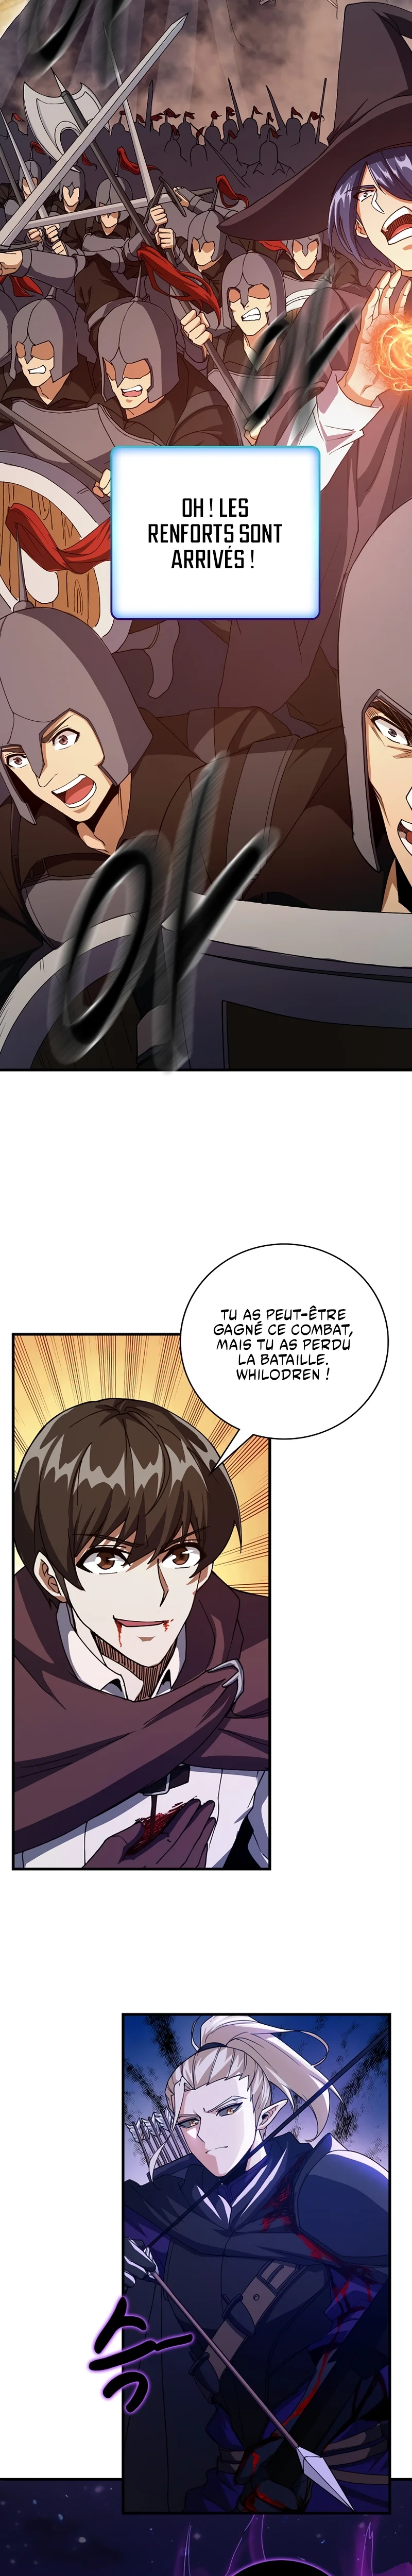 OH ! LES
RENFORTS SONT
ARRIVÉS !
TU AS PEUT-ÊTRE
GAGNÉ CE COMBAT,
MAIS TU AS PERDU
LA BATAILLE.
WHILODREN !
슥